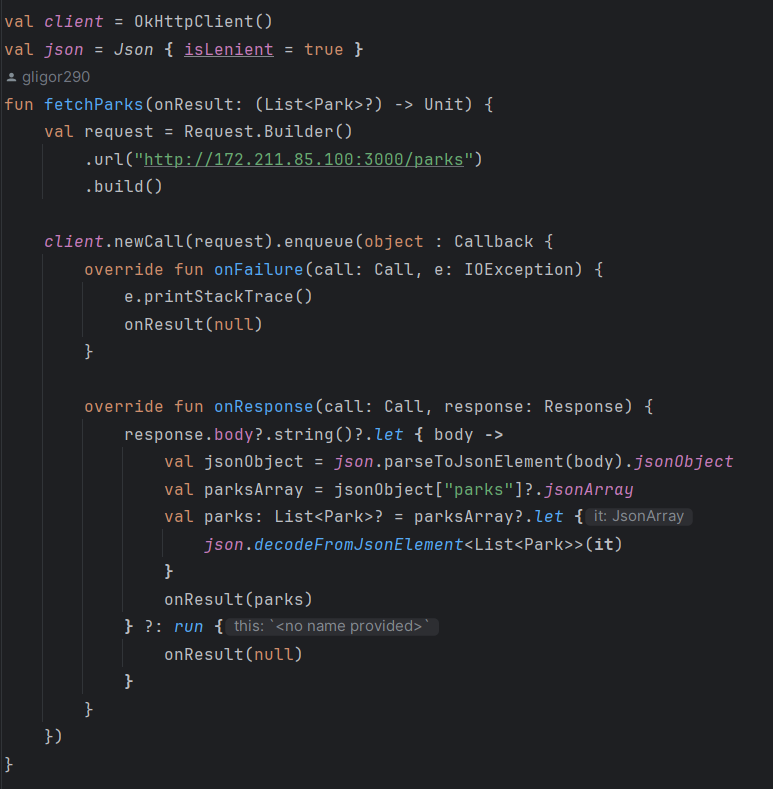 val client = OkHttpClient()
val json = Json { isLenient = true }
gligor290
fun fetchParks(onResult: (List<Park>?) -> Unit) {
    val request = Request.Builder()
        .url("http://172.211.85.100:3000/parks")
        .build()

    client.newCall(request).enqueue(object : Callback {
        override fun onFailure(call: Call, e: IOException) {
            e.printStackTrace()
            onResult(null)
        }

        override fun onResponse(call: Call, response: Response) {
            response.body?.string()?.let { body ->
                val jsonObject = json.parseToJsonElement(body).jsonObject
                val parksArray = jsonObject["parks"]?.jsonArray
                val parks: List<Park>? = parksArray?.let { it: JsonArray
                    json.decodeFromJsonElement<List<Park>>(it)
                }
                onResult(parks)
            } ?: run { this: `<no name provided>`
                onResult(null)
            }
        }
    })
}